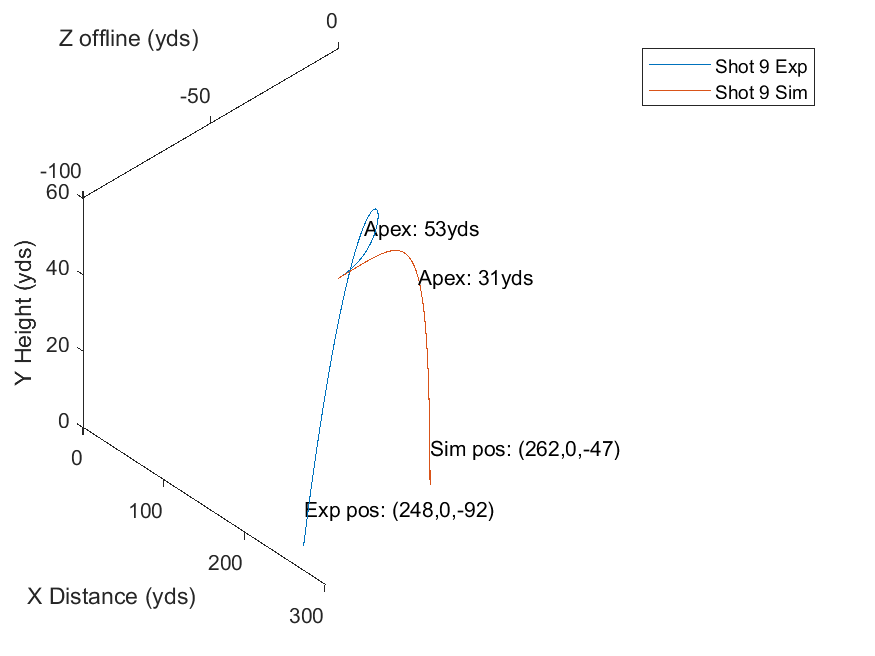 Z offline (yds)
0
-50
-100
Shot 9 Exp
Shot 9 Sim
Y Height (yds)
60
40
20
0
Apex: 53yds
Apex: 31yds
Sim pos: (262,0,-47)
Exp pos: (248,0,-92)
0
100
200
300
X Distance (yds)